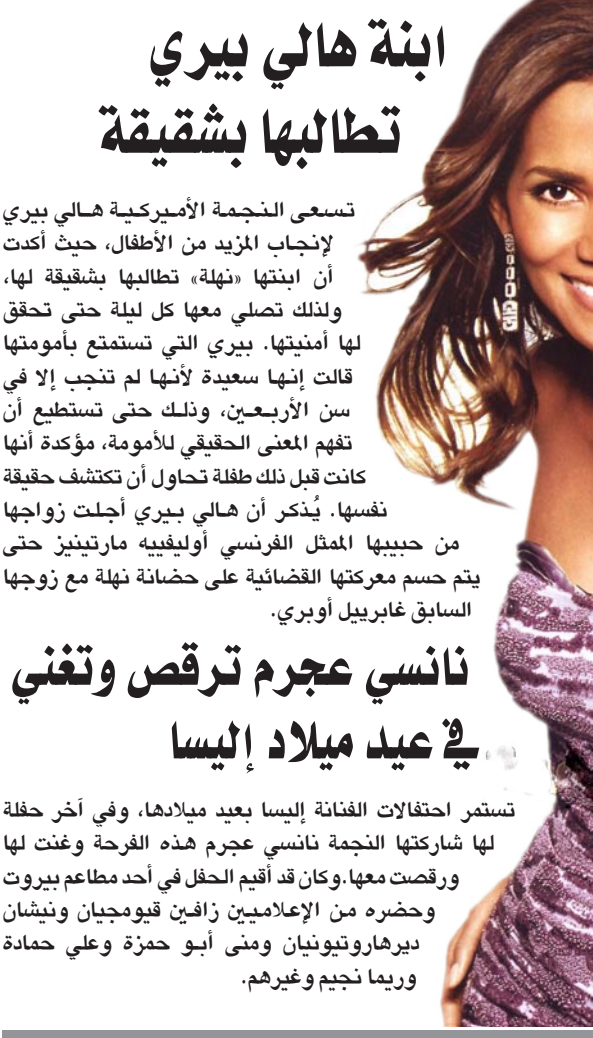 ابنة هالي بيري
تطالبها بشقيقة
تسعى النجمة الأميركية هالي بيري
لإنجاب المزيد من الأطفال، حيث أكدت
أن ابنتها «نهلة» تطالبها بشقيقة لها،
ولذلك تصلي معها كل ليلة حتى تحقق
لها أمنيتها. بيري التي تستمتع بأمومتها
قالت إنها سعيدة لأنها لم تنجب إلا في
سن الأربعين، وذلك حتى تستطيع أن
تفهم المعنى الحقيقي للأمومة، مؤكدة أنها
كانت قبل ذلك طفلة تحاول أن تكتشف حقيقة
نفسها. يُذكر أن هالي بيري أجلت زواجها
من حبيبها الممثل الفرنسي أوليفييه مارتينيز حتى
يتم حسم معركتها القضائية على حضانة نهلة مع زوجها
السابق غابرييل أوبري.
نانسي عجرم ترقص وتغني
في عيد ميلاد إليسا
تستمر احتفالات الفنانة إليسا بعيد ميلادها، وفي آخر حفلة
لها شاركتها النجمة نانسي عجرم هذه الفرحة وغنت لها
ورقصت معها.وكان قد أقيم الحفل في أحد مطاعم بيروت
وحضره من الإعلاميين زافين قيومجيان ونيشان
ديرهاروتيونيان ومنى أبو حمزة وعلي حمادة
وريما نجيم وغيرهم.